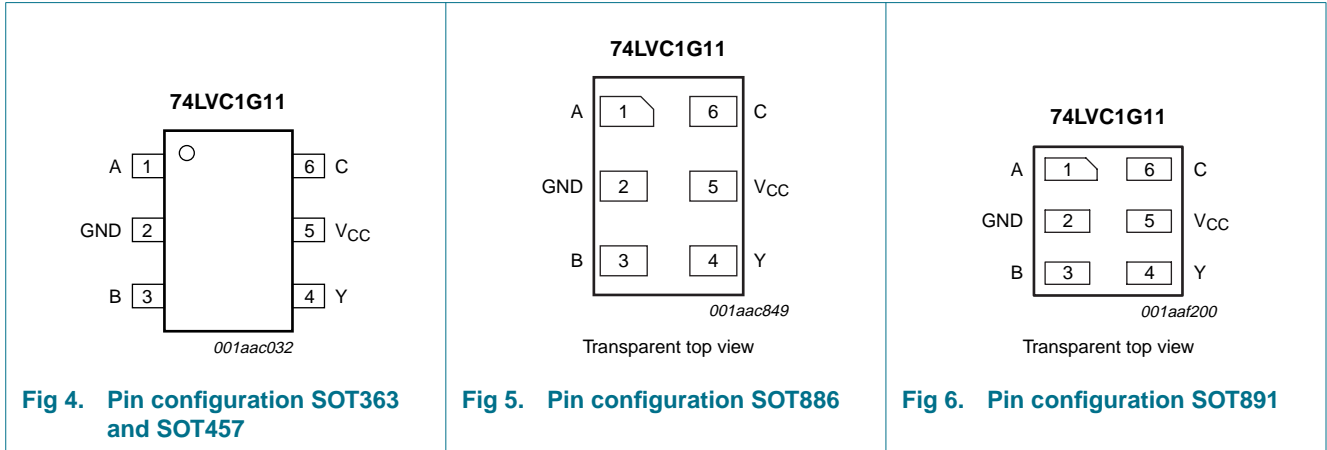 74LVC1G11
A 1 6 C
GND 2 5 VCC
B 3 4 Y
001aac032
Fig 4. Pin configuration SOT363
and SOT457
74LVC1G11
A 1 6 C
GND 2 5 VCC
B 3 4 Y
001aac849
Transparent top view
Fig 5. Pin configuration SOT886
74LVC1G11
A 1 6 C
GND 2 5 VCC
B 3 4 Y
001aaf200
Transparent top view
Fig 6. Pin configuration SOT891